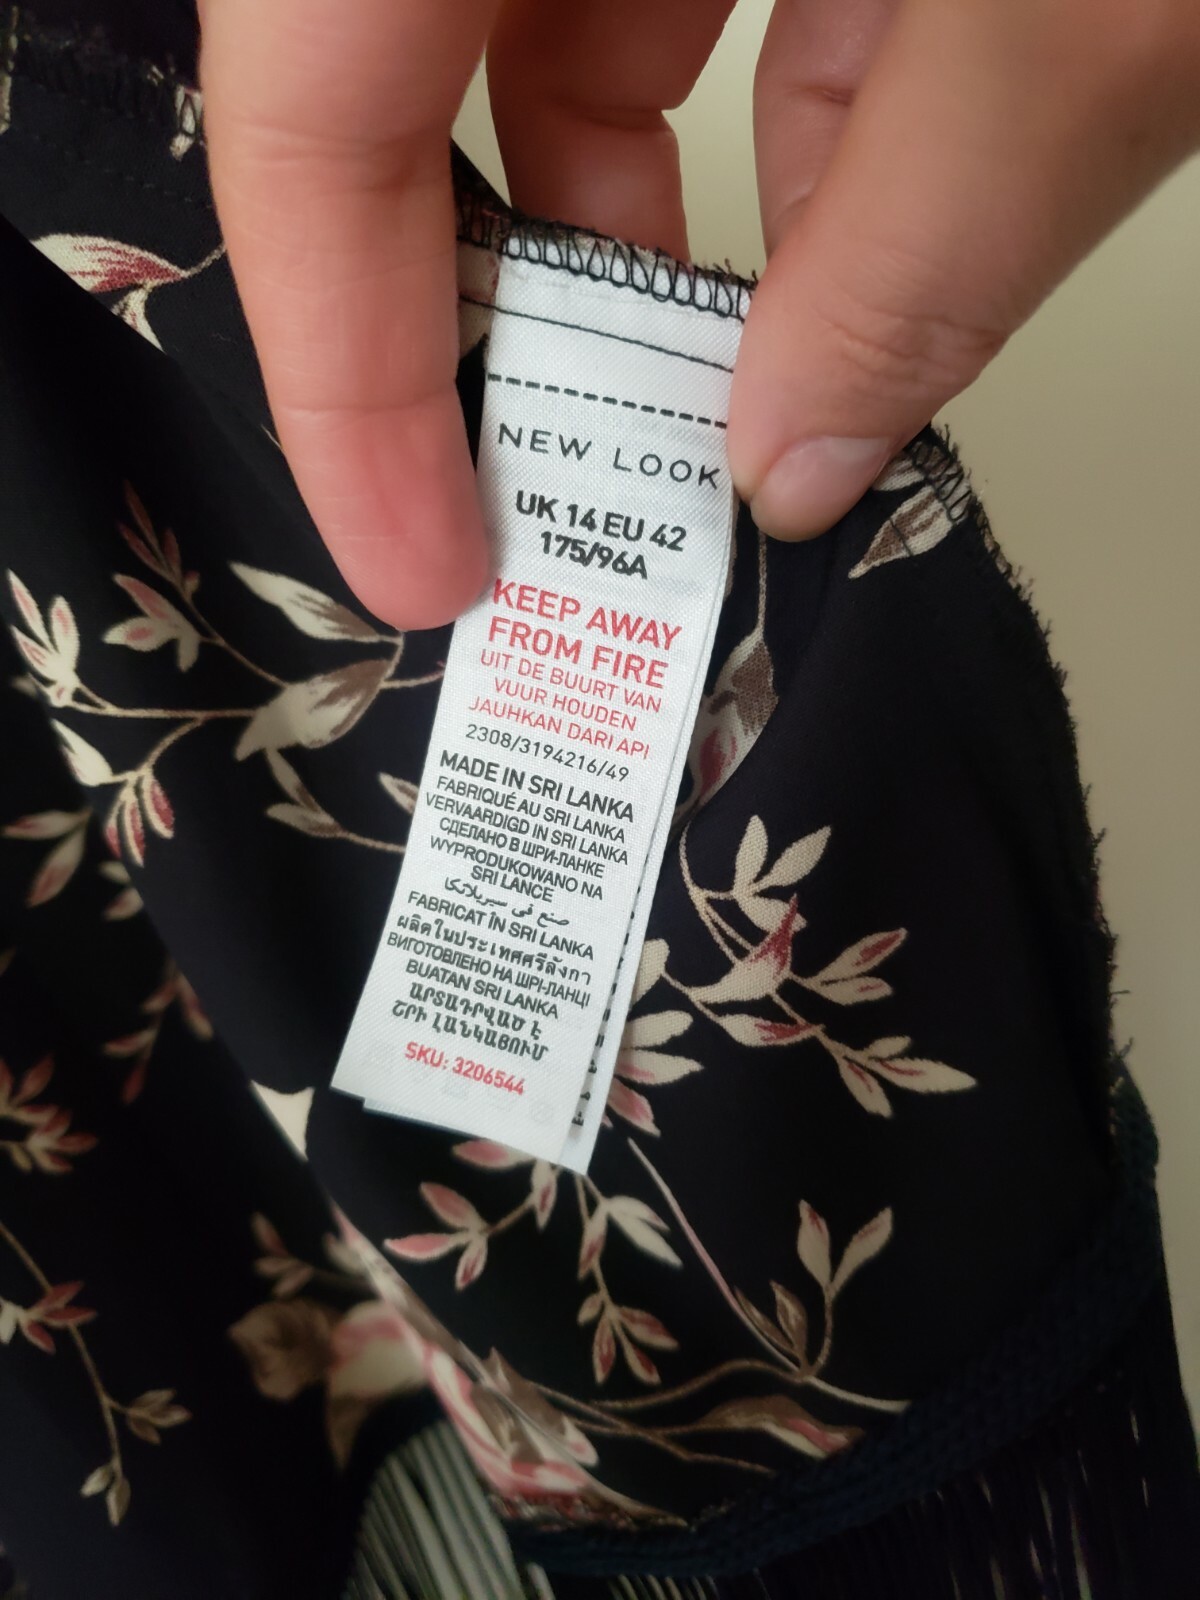 NEW LOOK
UK 14 EU 42
175/96A
KEEP AWAY
FROM FIRE
UIT DE BUURT VAN
VUUR HOUDEN
JAUHKAN DARI API
2308/3194216/49
MADE IN SRI LANKA
FABRIQUÉ AU SRI LANKA
VERVAARDIGD IN SRI LANKA
СДЕЛАНО В ШРИ-ЛАНКЕ
WYPRODUKOWANO NA
SRI LANCE
صنع في سيريلانكا
FABRICAT ÎN SRI LANKA
ผลิตในประเทศศรีลังกา
ВИГОТОВЛЕНО НА ШРІ-ЛАНЦІ
BUATAN SRI LANKA
ԱՐՏԱԴՐՎԱԾ Է
ՇՐԻ ԼԱՆԿԱՅՈՒՄ
SKU: 3206544